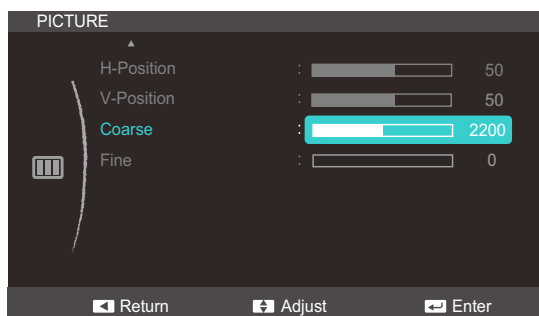 PICTURE
H-Position : 50
V-Position : 50
Coarse : 2200
Fine : 0
Return Adjust Enter